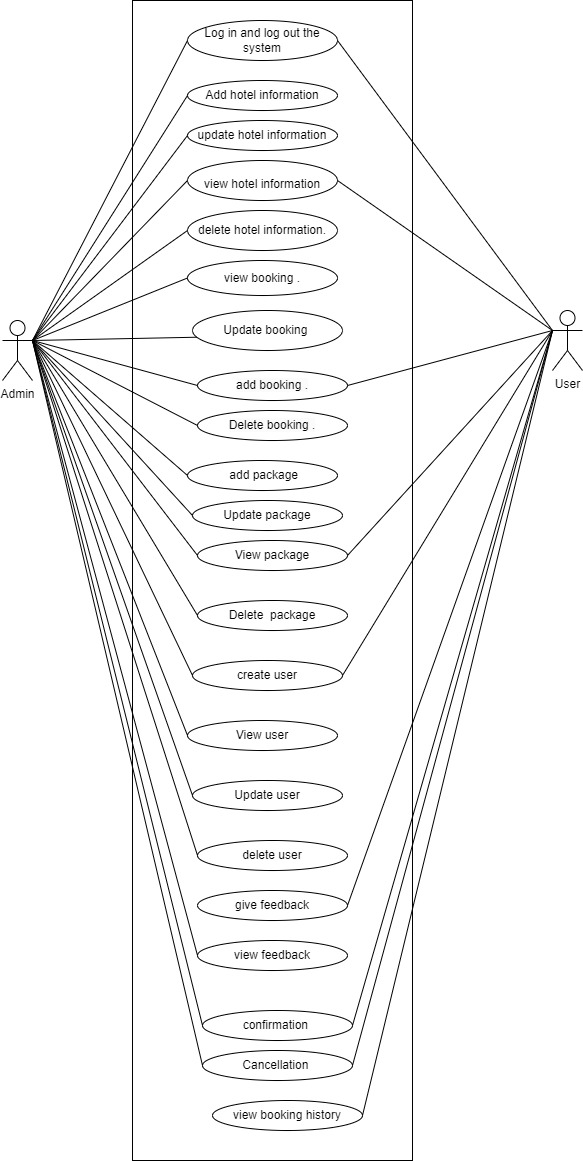 Log in and log out the
system
Add hotel information
update hotel information
view hotel information
delete hotel information.
view booking .
Update booking
Admin
User
add booking .
Delete booking .
add package
Update package
View package
Delete  package
create user
View user
Update user
delete user
give feedback
view feedback
confirmation
Cancellation
view booking history